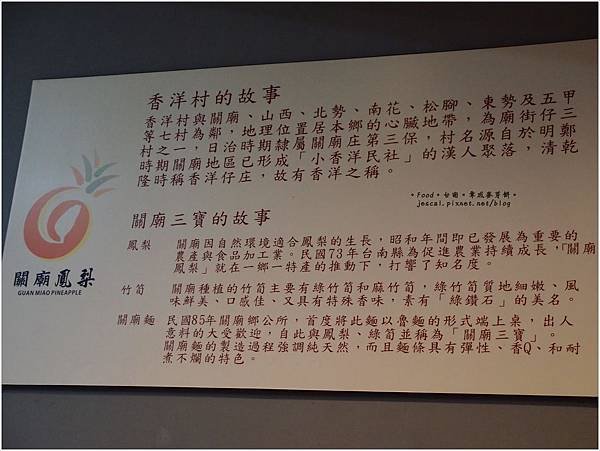 香洋村的故事
香洋村與關廟、山西、北勢、南花、松腳、東勢及五甲
等七村為鄰，地理位置居本鄉的心臟地帶，為廟街仔三
村之一，日治時期隸屬關廟庄第三保，村名源自於明鄭
時期關廟地區已形成「小香洋民社」的漢人聚落，清乾
隆時稱香洋仔庄，故有香洋之稱。
•Food•台南•
jescal.pixnet.net/blog
關廟三寶的故事
鳳梨 關廟因自然環境適合鳳梨的生長，昭和年間即已發展為重要的
農產與食品加工業。民國73年台南縣為促進農業持續成長，「關廟
鳳梨」就在一鄉一特產的推動下，打響了知名度。
竹筍 關廟種植的竹筍主要有綠竹筍和麻竹筍，綠竹筍質地細嫩、風
味鮮美、口感佳、又具有特殊香味，素有「綠鑽石」的美名。
關廟麵 民國85年關廟鄉公所，首度將此麵以魯麵的形式端上桌，出人
意料的大受歡迎，自此與鳳梨、綠筍並稱為「關廟三寶」。
關廟麵的製造過程強調純天然，而且麵條具有彈性、香Q、和耐
煮不爛的特色。
關廟鳳梨
GUAN MIAO PINEAPPLE